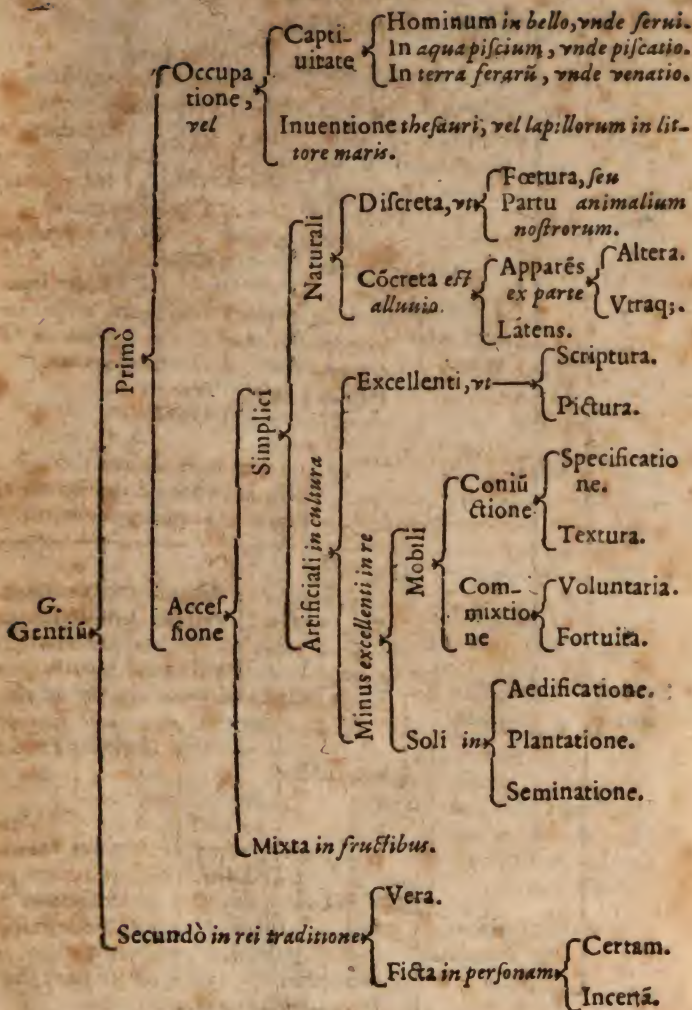 Hominum in bello, vnde ſerui.
Capti-
uitate
In aqua piſcium, vnde piſcatio.
In terra ferarũ, vnde venatio.
Occupa
tione,
vel
Inuentione theſauri, vel lapillorum in lit-
tore maris.
Primò
Naturali
Diſcreta, vt
Fœtura, ſeu
Partu animalium
noſtrorum.
Cõcreta eſt
alluuio.
Apparẽs
ex parte
Altera.
Vtraq;.
Látens.
Simplici
Artificiali in cultura
Excellenti, vt
Scriptura.
Pictura.
Minus excellenti in re
Mobili
Coniũ
ctione
Specificatio
ne.
Textura.
Com-
mixtio
ne
Voluntaria.
Fortuita.
G.
Gentiũ
Acceſ
ſione
Soli in
Aedificatione.
Plantatione.
Seminatione.
Mixta in fructibus.
Secundò in rei traditione
Vera.
Ficta in perſonam
Certam.
Incertã.